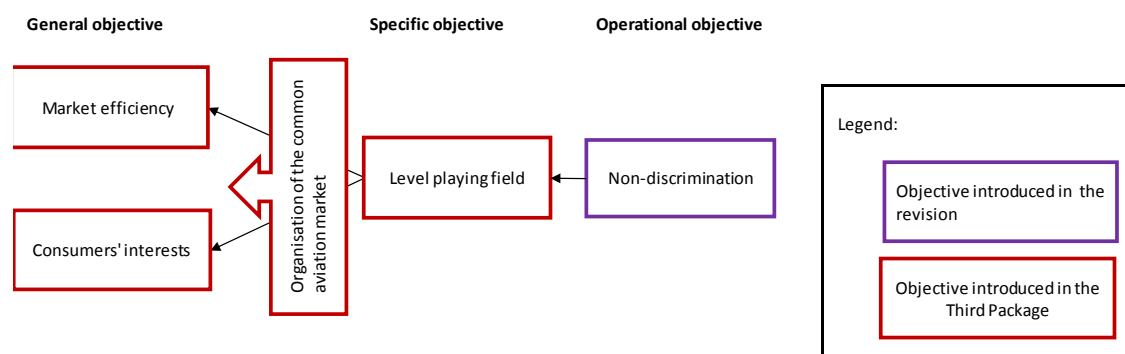 General objective
Specific objective
Operational objective
Market efficiency
Consumers' interests
Organisation of the common
aviation market
Level playing field
Non-discrimination
Legend:
Objective introduced in the
revision
Objective introduced in the
Third Package